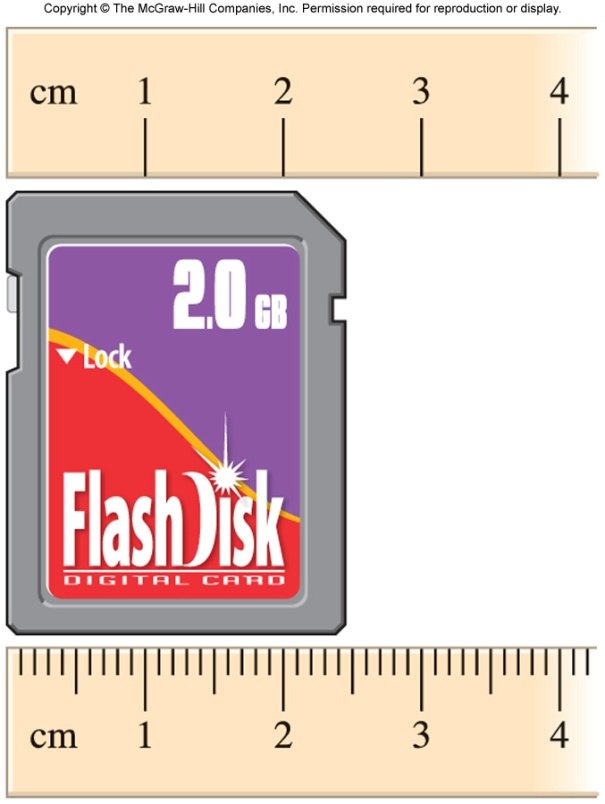 Copyright © The McGraw-Hill Companies, Inc. Permission required for reproduction or display.
cm 1 2 3 4
2.0 GB
Lock
FlashDisk
DIGITAL CARD
cm 1 2 3 4